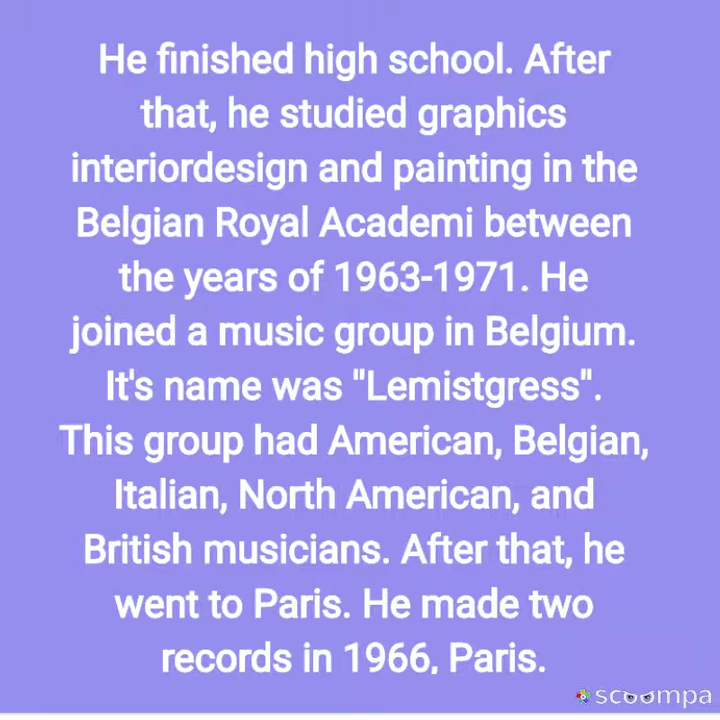 He finished high school. After
that, he studied graphics
interiordesign and painting in the
Belgian Royal Academi between
the years of 1963-1971. He
joined a music group in Belgium.
It's name was "Lemistgress".
This group had American, Belgian,
Italian, North American, and
British musicians. After that, he
went to Paris. He made two
records in 1966, Paris.
scoompa